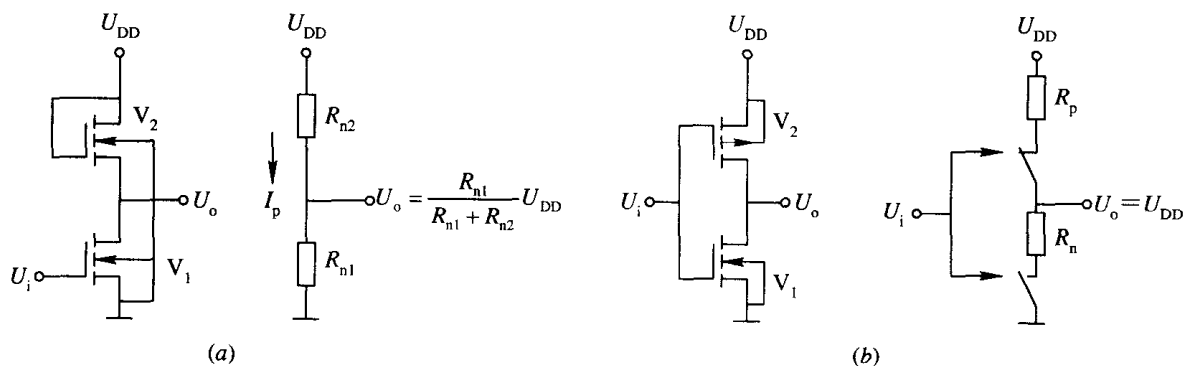 U_DD
V_2
U_o
U_i
V_1
U_DD
R_n2
I_p
U_o = R_n1 / (R_n1 + R_n2) U_DD
R_n1
(a)
U_DD
V_2
U_i
U_o
V_1
U_DD
R_p
U_i
U_o = U_DD
R_n
(b)